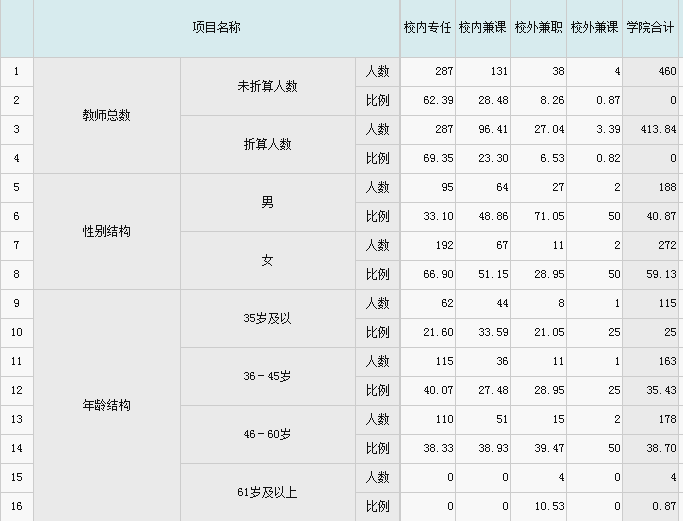 项目名称 校内专任 校内兼课 校外兼职 校外兼课 学院合计
1 教师总数 未折算人数 人数 287 131 38 4 460
2 比例 62.39 28.48 8.26 0.87 0
3 折算人数 人数 287 96.41 27.04 3.39 413.84
4 比例 69.35 23.30 6.53 0.82 0
5 性别结构 男 人数 95 64 27 2 188
6 比例 33.10 48.86 71.05 50 40.87
7 女 人数 192 67 11 2 272
8 比例 66.90 51.15 28.95 50 59.13
9 年龄结构 35岁及以 人数 62 44 8 1 115
10 比例 21.60 33.59 21.05 25 25
11 36－45岁 人数 115 36 11 1 163
12 比例 40.07 27.48 28.95 25 35.43
13 46－60岁 人数 110 51 15 2 178
14 比例 38.33 38.93 39.47 50 38.70
15 61岁及以上 人数 0 0 4 0 4
16 比例 0 0 10.53 0 0.87